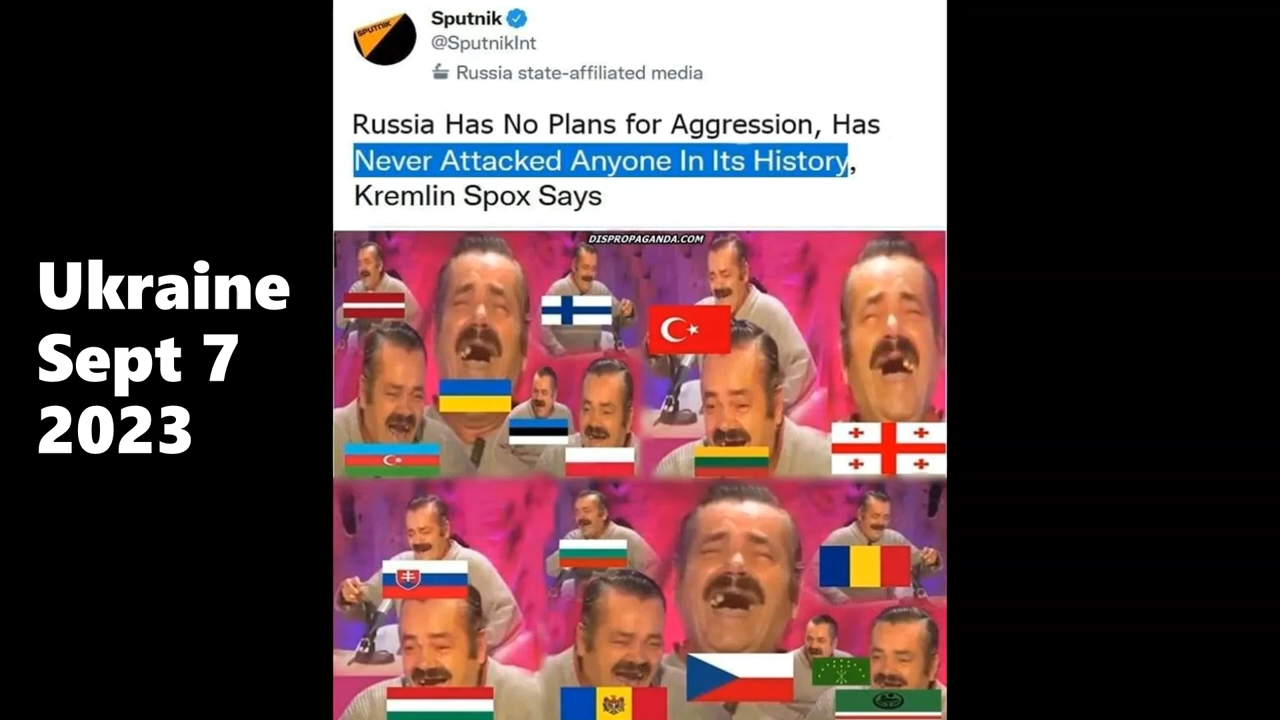 Ukraine
Sept 7
2023
SPUTNIK
Sputnik
@SputnikInt
Russia state-affiliated media
Russia Has No Plans for Aggression, Has
Never Attacked Anyone In Its History,
Kremlin Spox Says
DISPROPAGANDA.COM